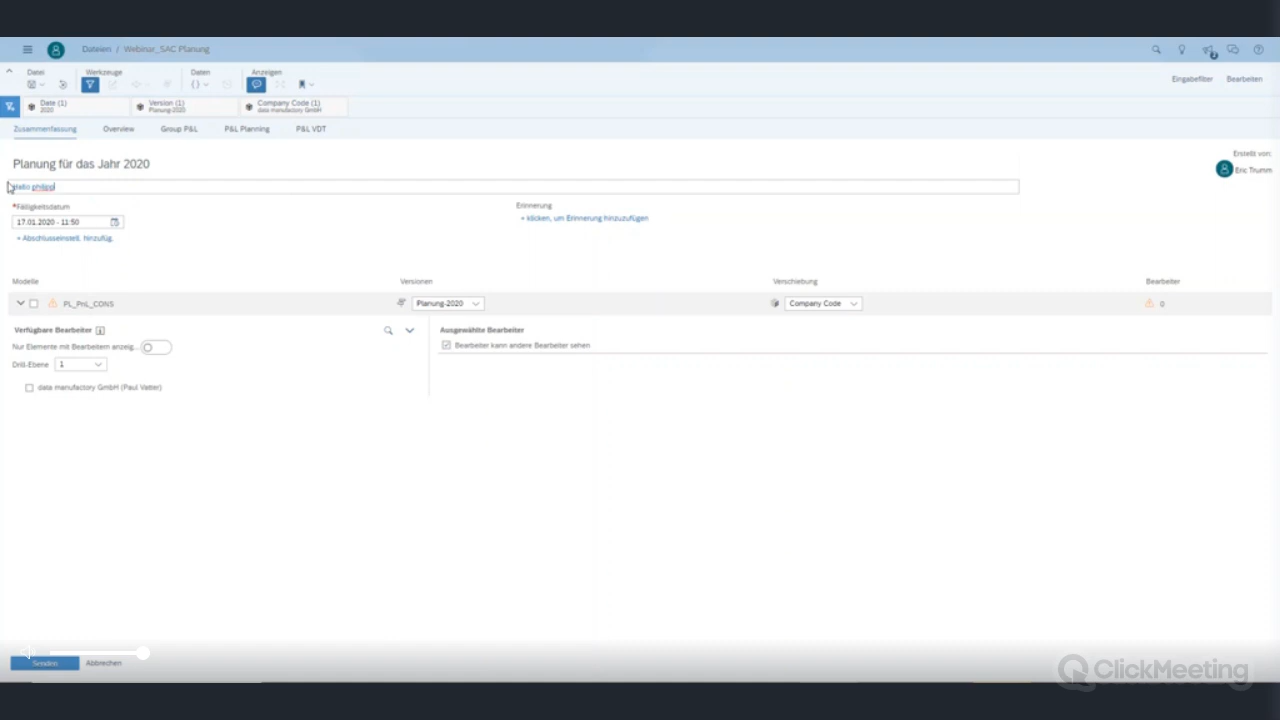 Dateien / Webinar_SAC Planung
Datei Werkzeuge Daten Anzeigen
Eingabefilter Bearbeiten
Date (1) Version (1) Company Code (1)
2020 Planung-2020 data manufactory GmbH
Zusammenfassung Overview Group P&L P&L Planning P&L VDT
Planung für das Jahr 2020
Erstellt von:
Eric Trumm
Hallo philipp
*Fälligkeitsdatum Erinnerung
17.01.2020 - 11:50 + klicken, um Erinnerung hinzuzufügen
+ Abschlusseinstell. hinzufüg.
Modelle Versionen Verschiebung Bearbeiter
PL_PnL_CONS Planung-2020 Company Code 0
Verfügbare Bearbeiter Ausgewählte Bearbeiter
Nur Elemente mit Bearbeitern anzeig... Bearbeiter kann andere Bearbeiter sehen
Drill-Ebene 1
data manufactory GmbH (Paul Vatter)
Senden Abbrechen
ClickMeeting